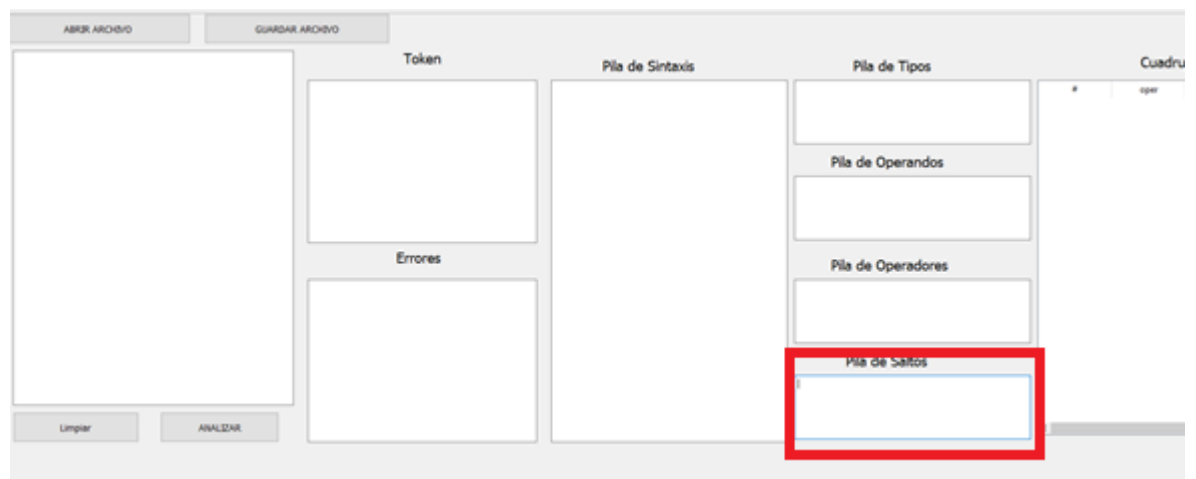 ABRIR ARCHIVO
GUARDAR ARCHIVO
Token
Pila de Sintaxis
Pila de Tipos
Cuadru
#
oper
Pila de Operandos
Errores
Pila de Operadores
Pila de Saltos
Limpiar
ANALIZAR